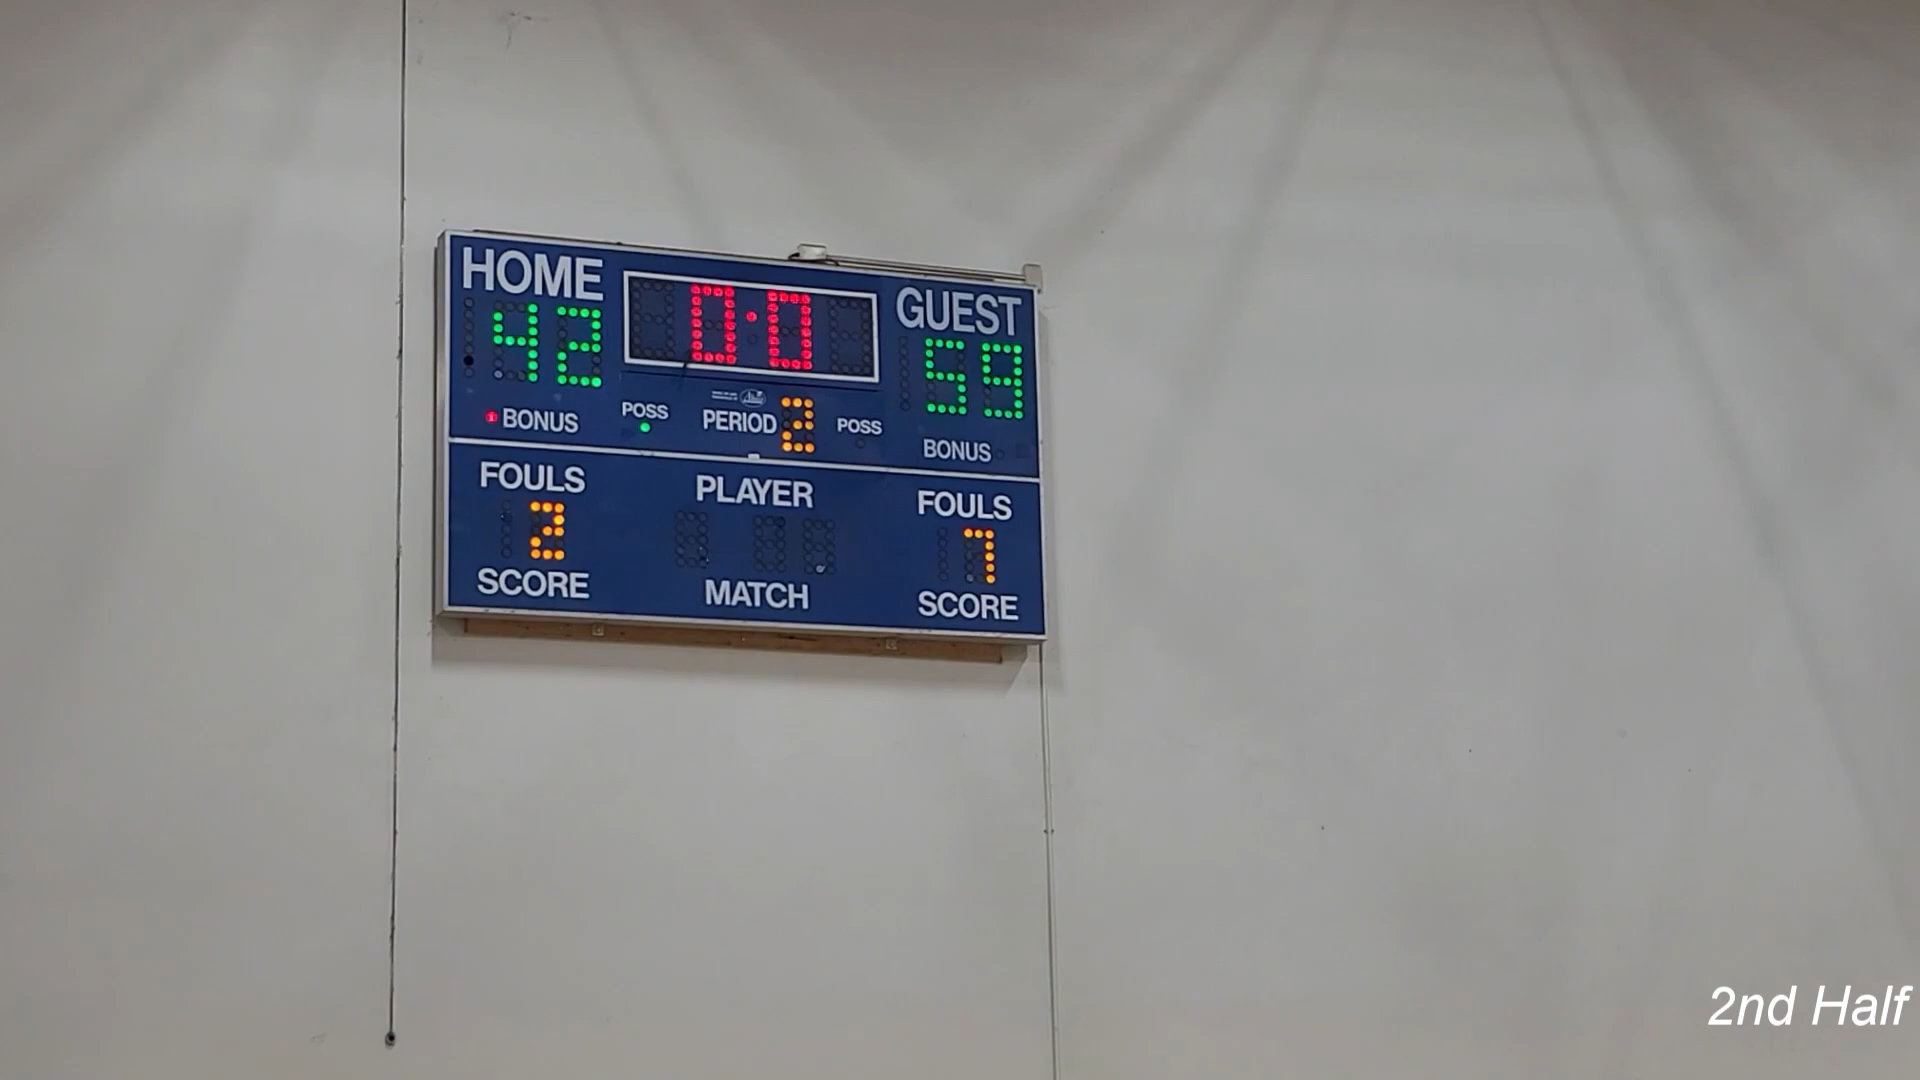 HOME
0:0
GUEST
42
59
BONUS
POSS
PERIOD 2
POSS
BONUS
FOULS
PLAYER
FOULS
2
7
SCORE
MATCH
SCORE
2nd Half